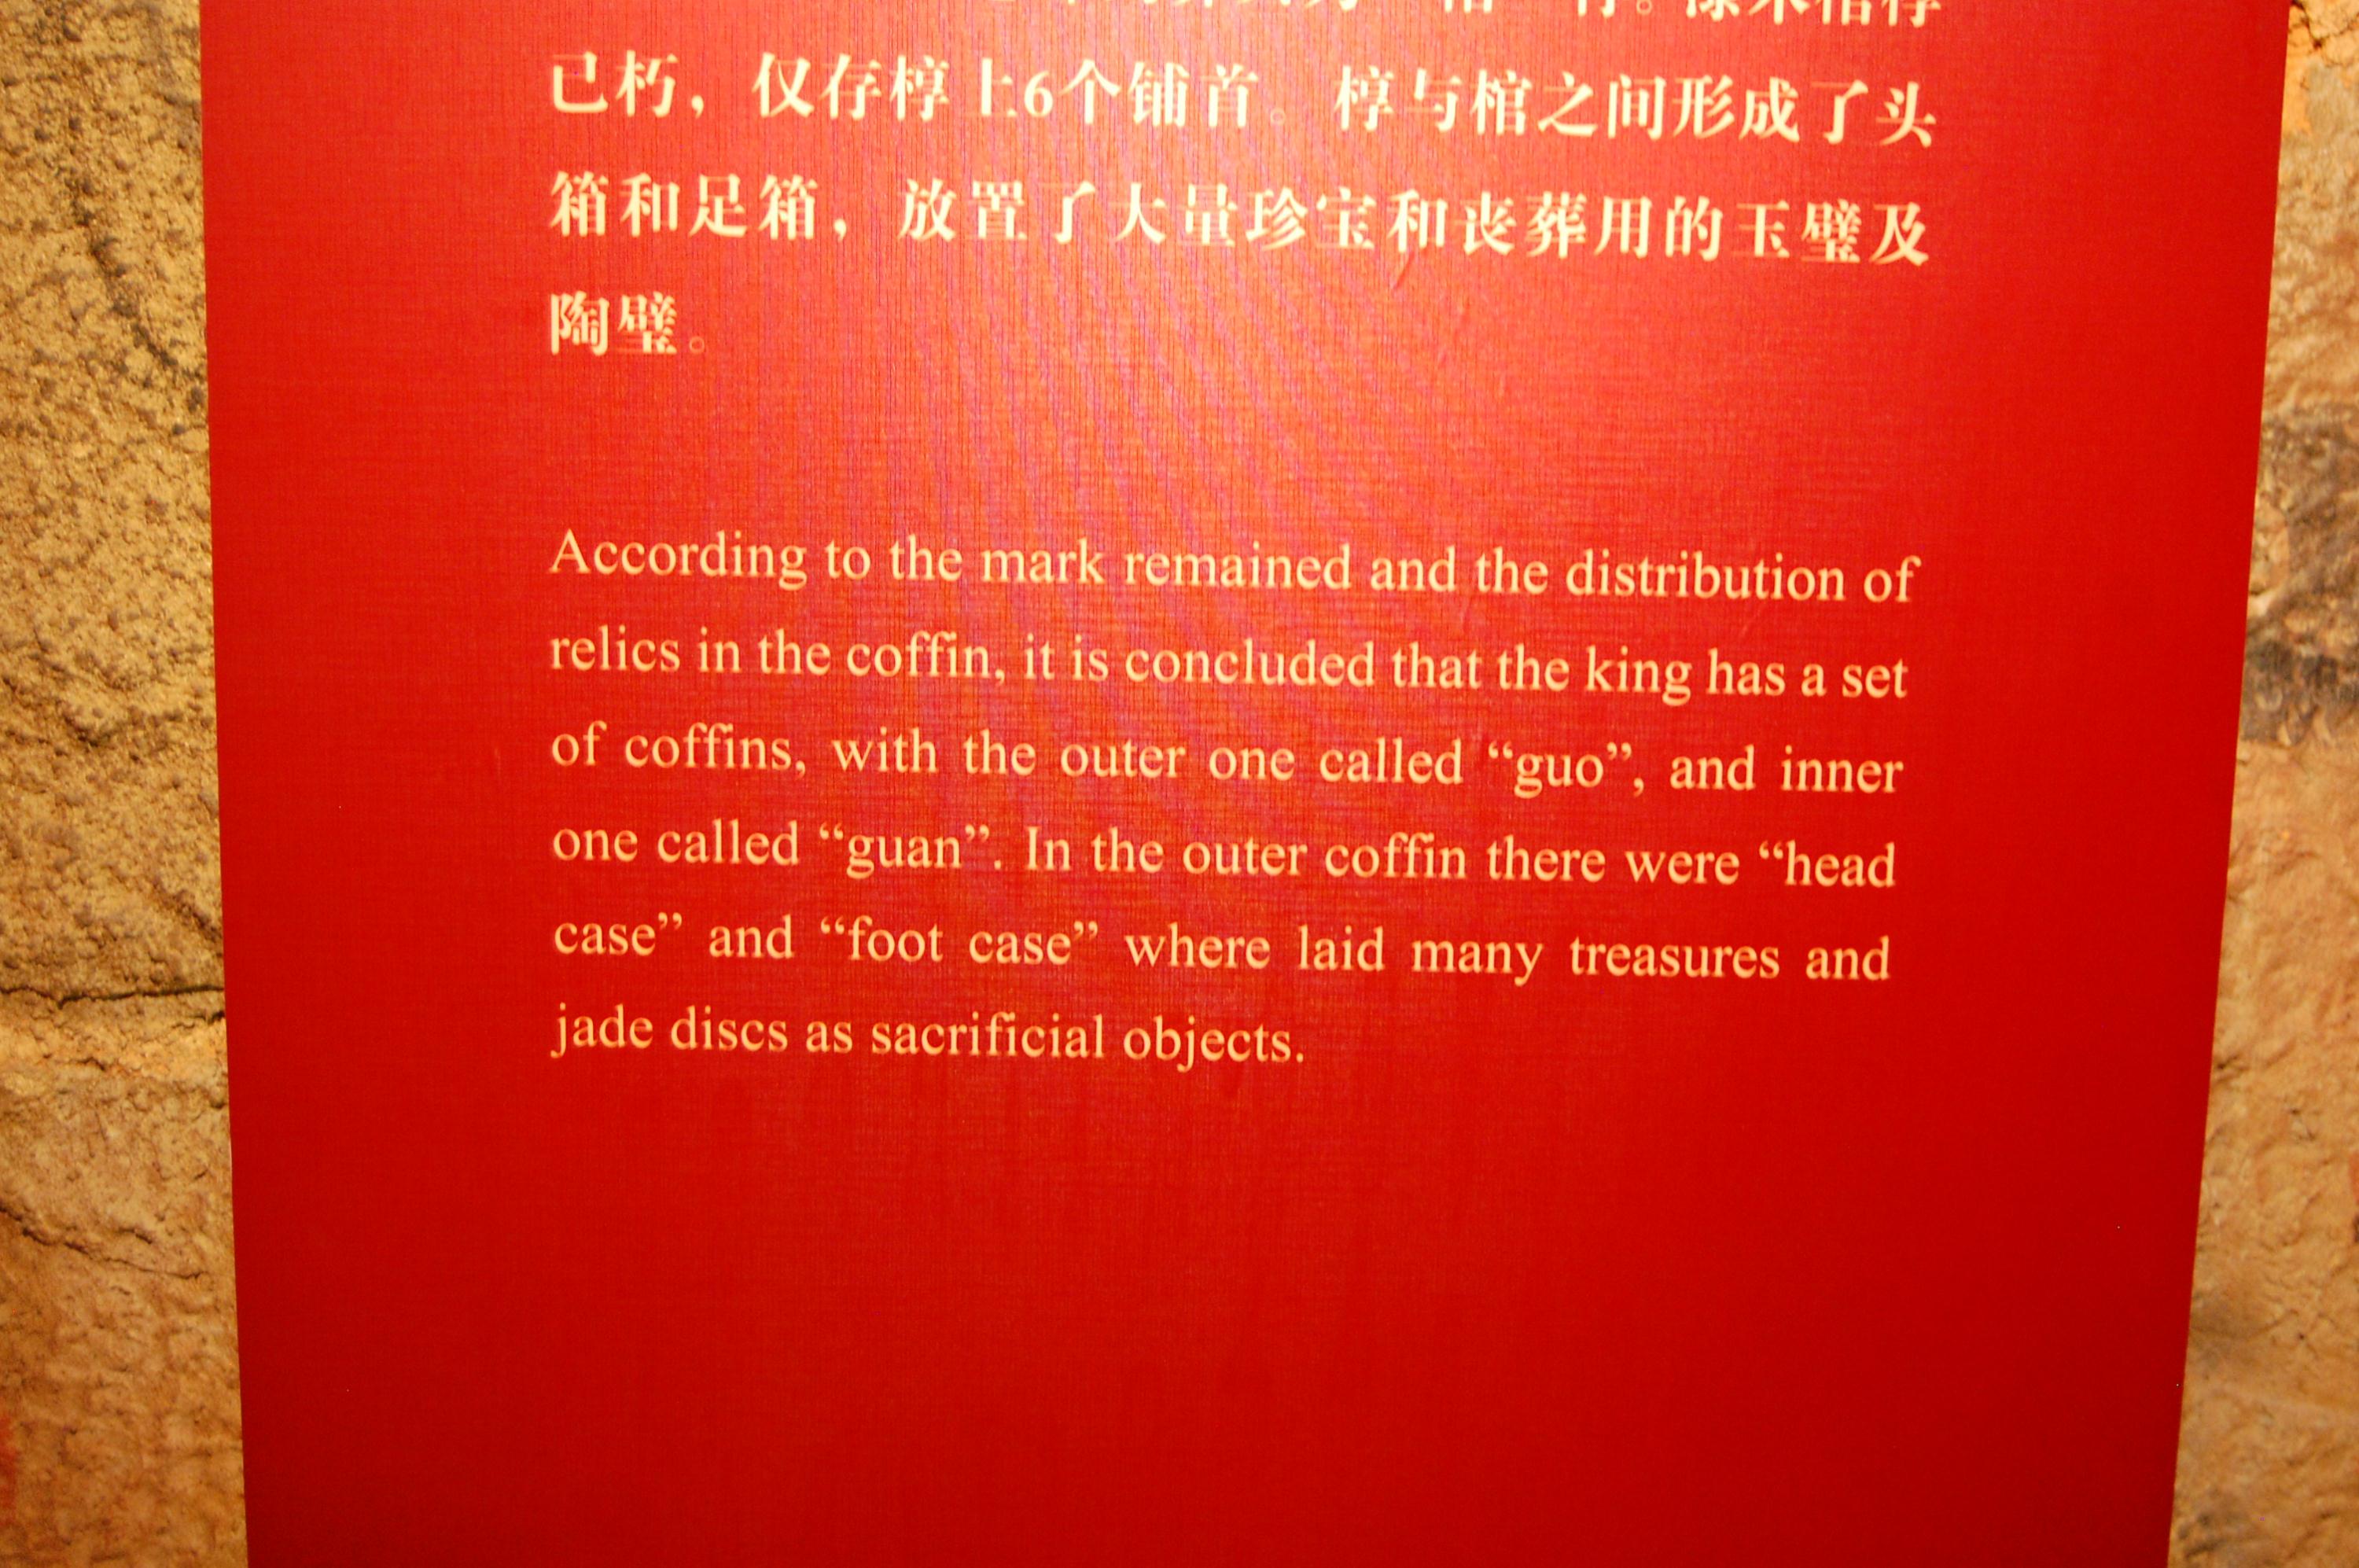 已朽，仅存椁上6个铺首。椁与棺之间形成了头
箱和足箱，放置了大量珍宝和丧葬用的玉璧及
陶璧。
According to the mark remained and the distribution of
relics in the coffin, it is concluded that the king has a set
of coffins, with the outer one called “guo”, and inner
one called “guan”. In the outer coffin there were “head
case” and “foot case” where laid many treasures and
jade discs as sacrificial objects.